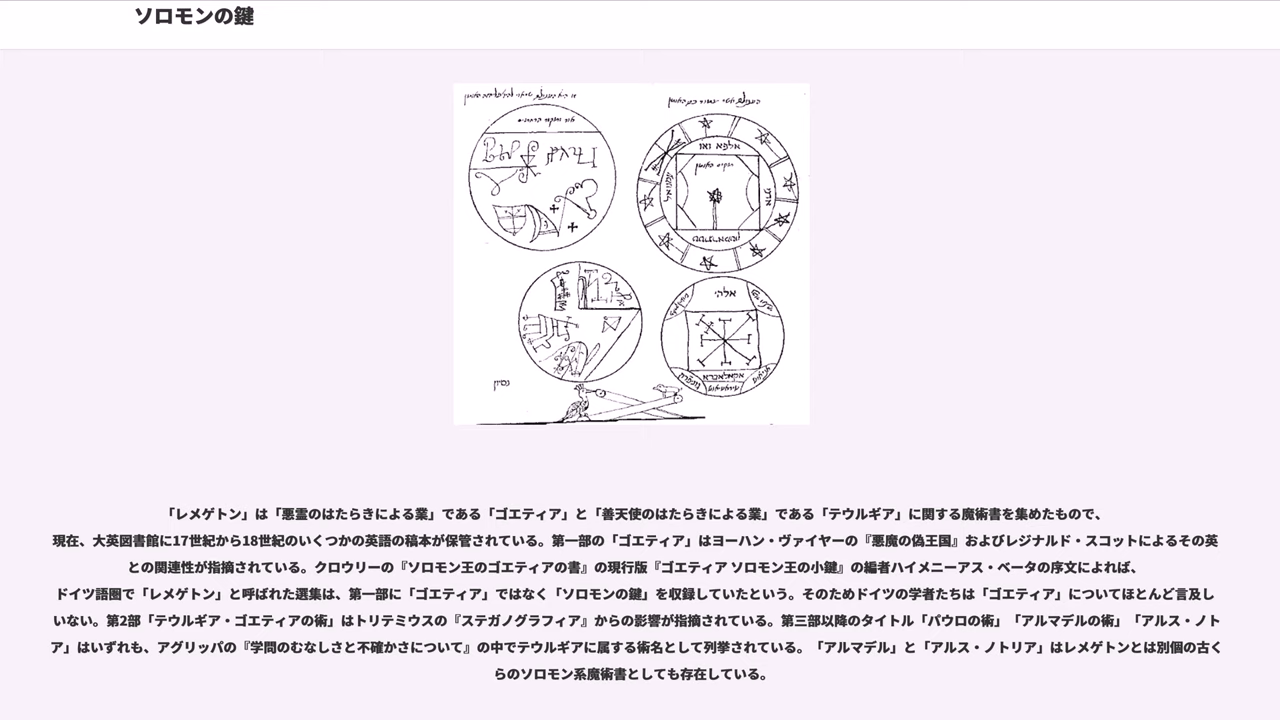 ソロモンの鍵
אלפא ואו
אדני
אלהי
「レメゲトン」は「悪霊のはたらきによる業」である「ゴエティア」と「善天使のはたらきによる業」である「テウルギア」に関する魔術書を集めたもので、
現在、大英図書館に17世紀から18世紀のいくつかの英語の稿本が保管されている。第一部の「ゴエティア」はヨーハン・ヴァイヤーの『悪魔の偽王国』およびレジナルド・スコットによるその英
との関連性が指摘されている。クロウリーの『ソロモン王のゴエティアの書』の現行版『ゴエティア ソロモン王の小鍵』の編者ハイメニーアス・ベータの序文によれば、
ドイツ語圏で「レメゲトン」と呼ばれた選集は、第一部に「ゴエティア」ではなく「ソロモンの鍵」を収録していたという。そのためドイツの学者たちは「ゴエティア」についてほとんど言及し
いない。第2部「テウルギア・ゴエティアの術」はトリテミウスの『ステガノグラフィア』からの影響が指摘されている。第三部以降のタイトル「パウロの術」「アルマデルの術」「アルス・ノト
ア」はいずれも、アグリッパの『学問のむなしさと不確かさについて』の中でテウルギアに属する術名として列挙されている。「アルマデル」と「アルス・ノトリア」はレメゲトンとは別個の古く
らのソロモン系魔術書としても存在している。